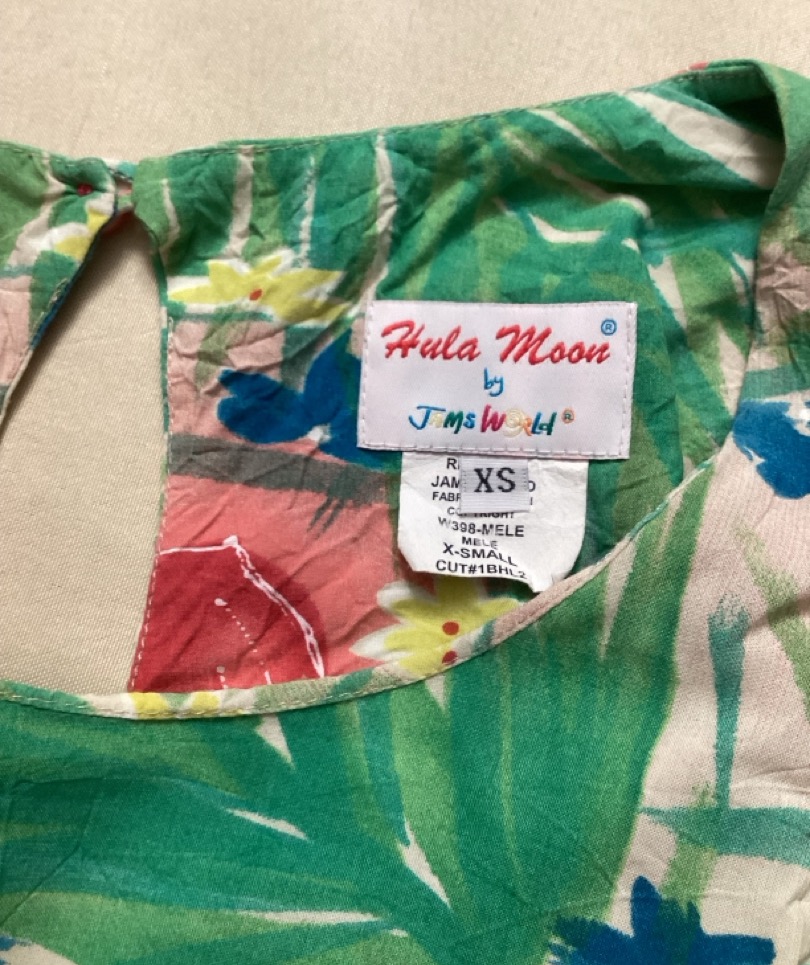 Hula Moon ®
by
Jams World ®
XS
W398-MELE
MELE
X-SMALL
CUT#1BHL2